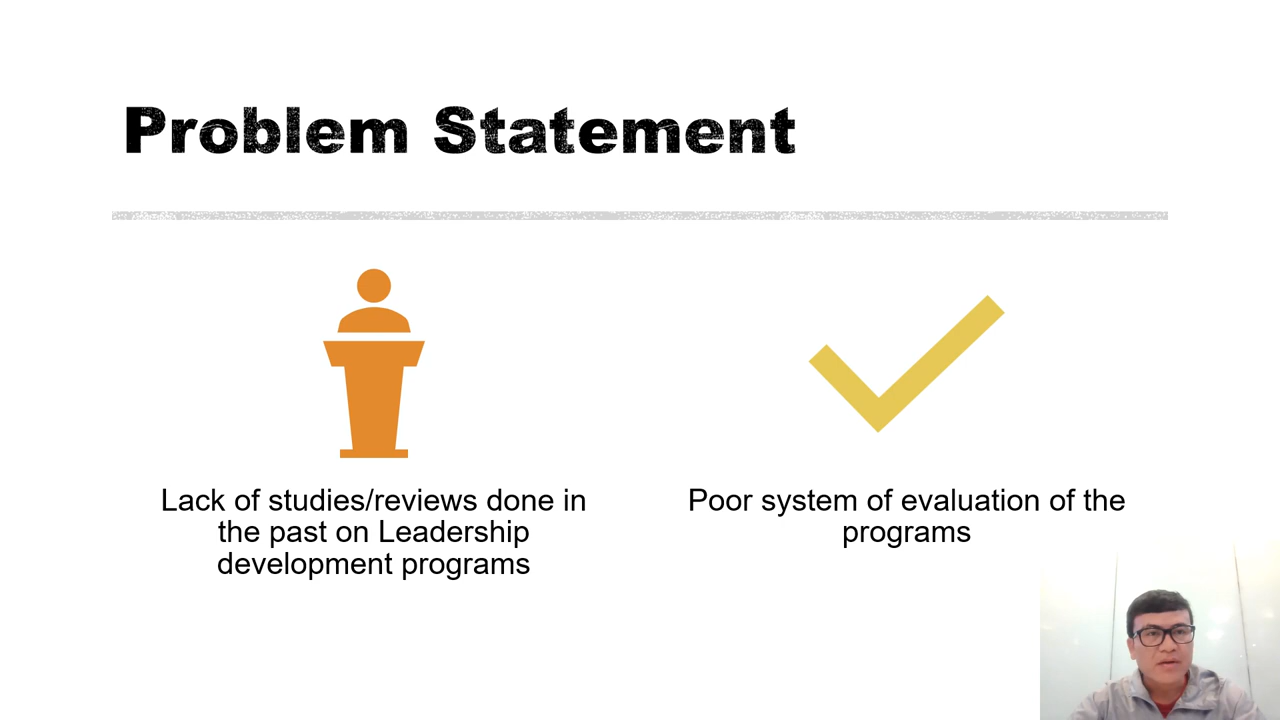 Problem Statement
Lack of studies/reviews done in
the past on Leadership
development programs
Poor system of evaluation of the
programs